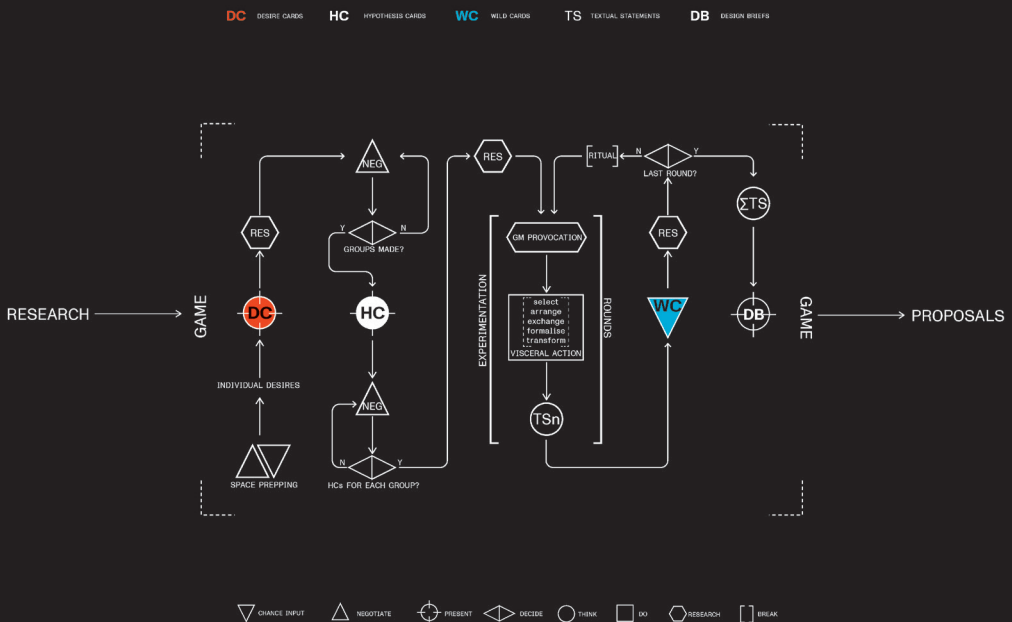 DC DESIRE CARDS
HC HYPOTHESIS CARDS
WC WILD CARDS
TS TEXTUAL STATEMENTS
DB DESIGN BRIEFS
RESEARCH
GAME
SPACE PREPPING
INDIVIDUAL DESIRES
DC
RES
NEG
Y
N
GROUPS MADE?
HC
NEG
N
Y
HCs FOR EACH GROUP?
RES
EXPERIMENTATION
GM PROVOCATION
select
arrange
exchange
formalise
transform
VISCERAL ACTION
TSn
ROUNDS
WC
RES
LAST ROUND?
N
Y
RITUAL
∑TS
DB
GAME
PROPOSALS
CHANCE INPUT
NEGOTIATE
PRESENT
DECIDE
THINK
DO
RESEARCH
BREAK